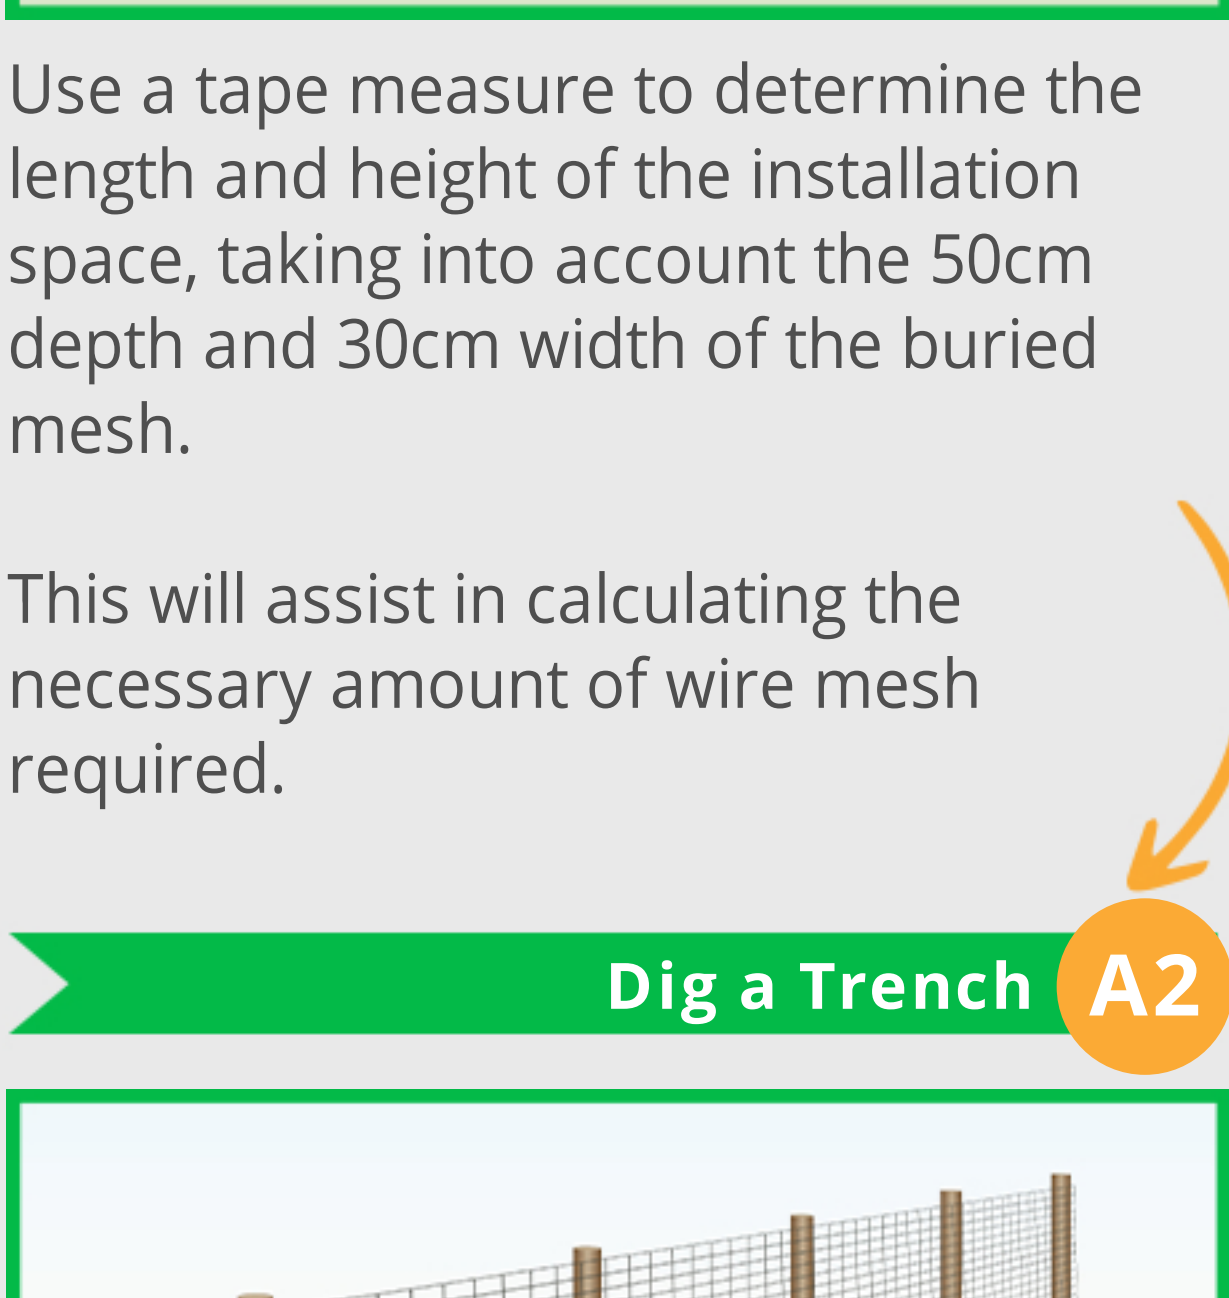 Use a tape measure to determine the
length and height of the installation
space, taking into account the 50cm
depth and 30cm width of the buried
mesh.
This will assist in calculating the
necessary amount of wire mesh
required.
Dig a Trench A2